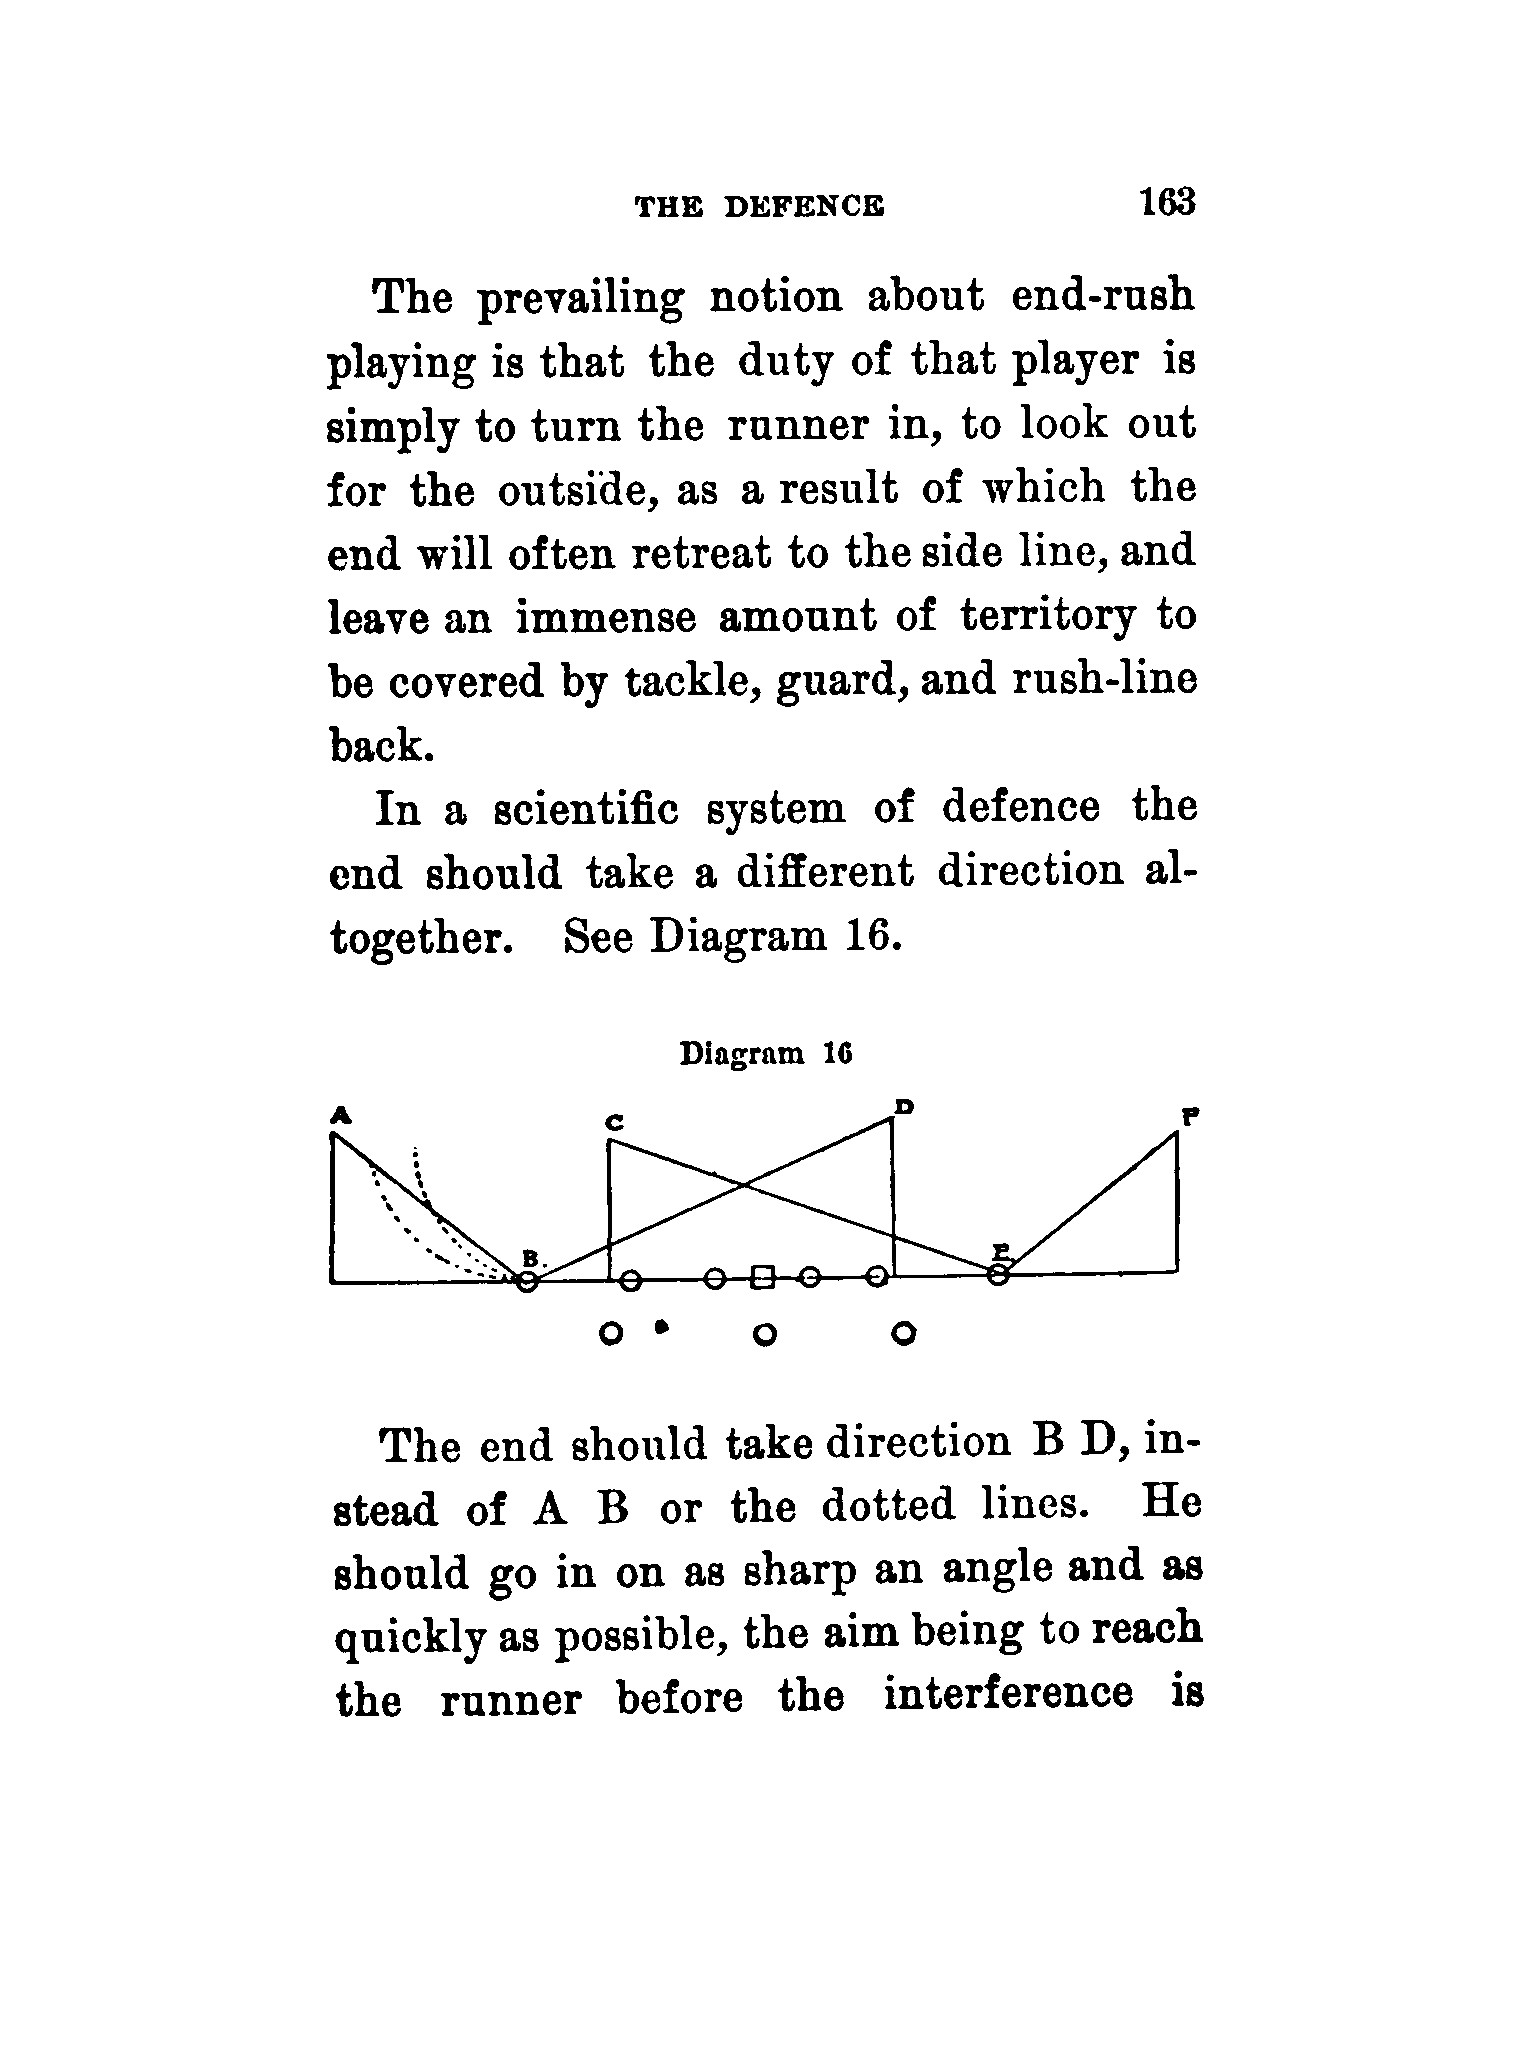 THE DEFENCE 163
The prevailing notion about end-rush
playing is that the duty of that player is
simply to turn the runner in, to look out
for the outside, as a result of which the
end will often retreat to the side line, and
leave an immense amount of territory to
be covered by tackle, guard, and rush-line
back.
In a scientific system of defence the
end should take a different direction al-
together. See Diagram 16.
Diagram 16
A C D F
B E
The end should take direction B D, in-
stead of A B or the dotted lines. He
should go in on as sharp an angle and as
quickly as possible, the aim being to reach
the runner before the interference is